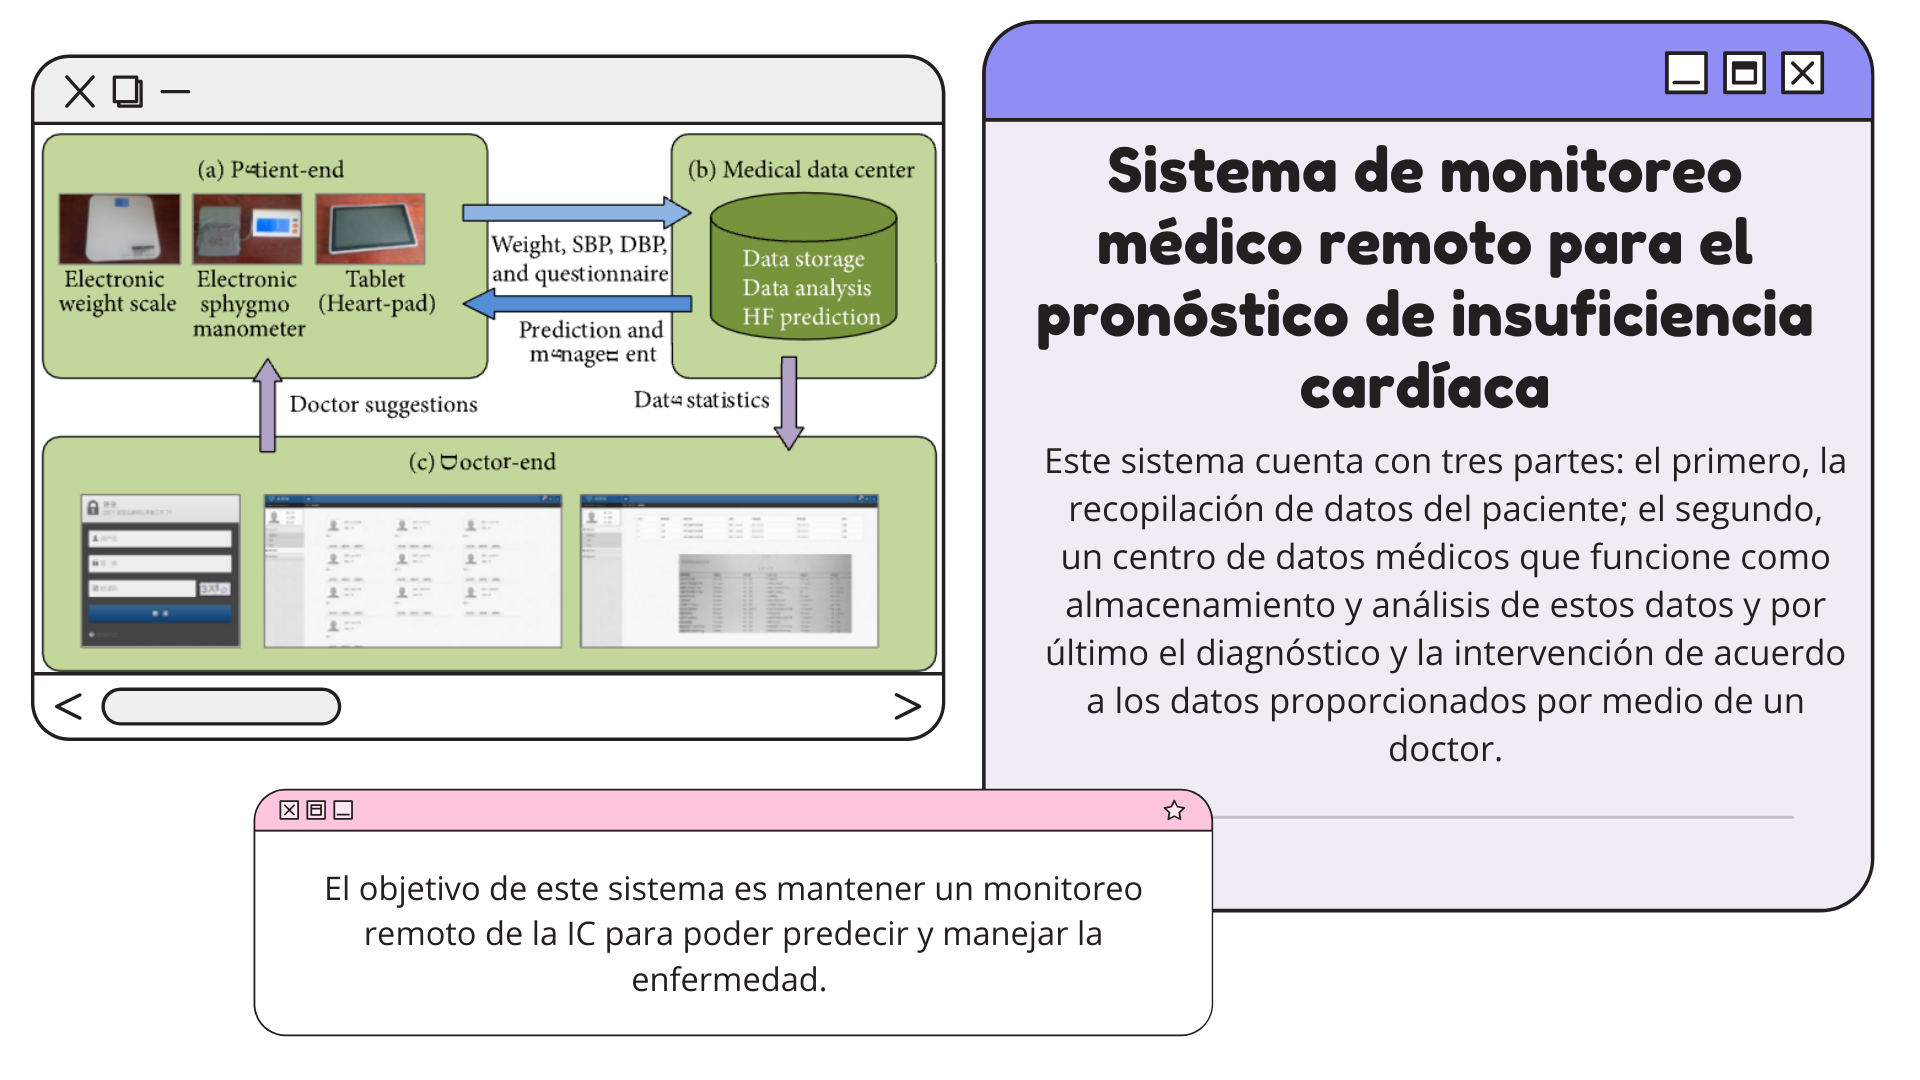 (a) Patient-end
Electronic
weight scale
Electronic
sphygmo
manometer
Tablet
(Heart-pad)
Weight, SBP, DBP,
and questionnaire
Prediction and
management
(b) Medical data center
Data storage
Data analysis
HF prediction
Doctor suggestions
Data statistics
(c) Doctor-end
Sistema de monitoreo
médico remoto para el
pronóstico de insuficiencia
cardíaca
Este sistema cuenta con tres partes: el primero, la
recopilación de datos del paciente; el segundo,
un centro de datos médicos que funcione como
almacenamiento y análisis de estos datos y por
último el diagnóstico y la intervención de acuerdo
a los datos proporcionados por medio de un
doctor.
El objetivo de este sistema es mantener un monitoreo
remoto de la IC para poder predecir y manejar la
enfermedad.